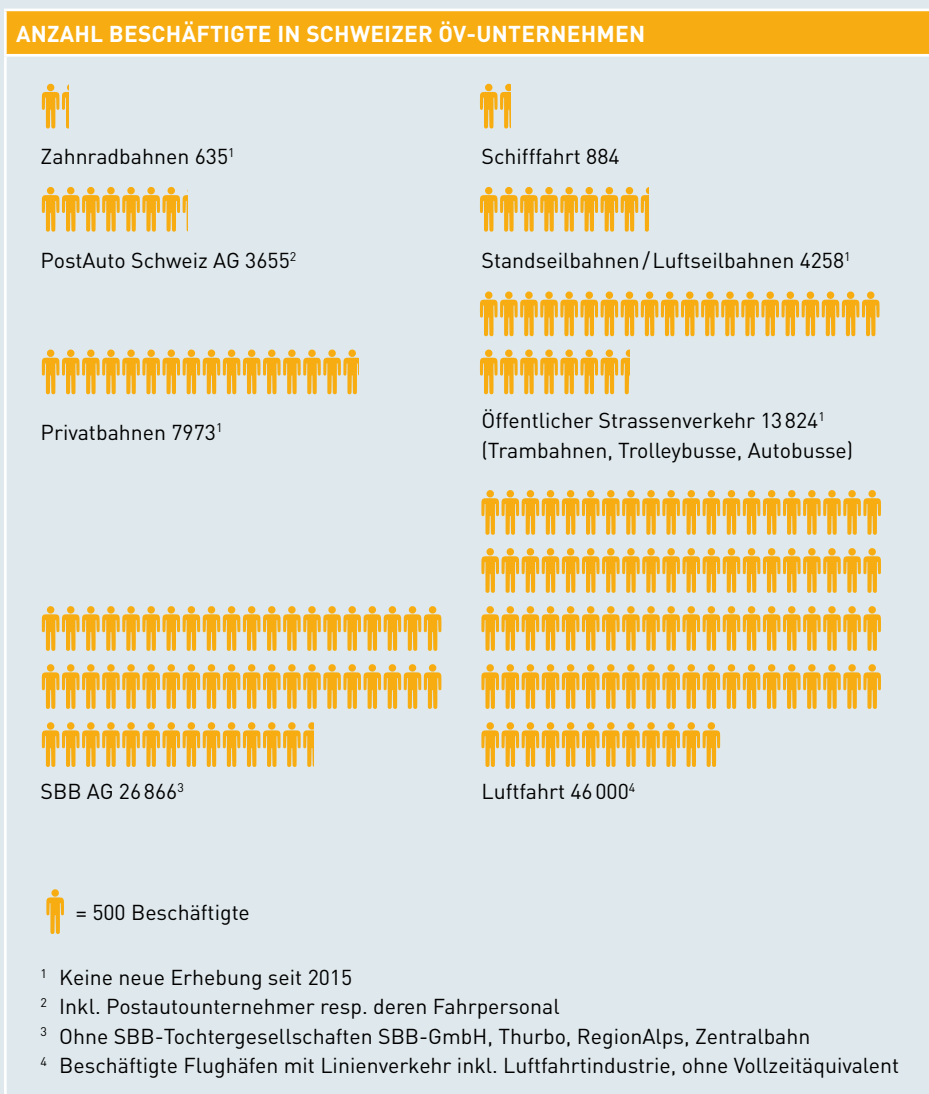 ANZAHL BESCHÄFTIGTE IN SCHWEIZER ÖV-UNTERNEHMEN
Zahnradbahnen 635¹
Schifffahrt 884
PostAuto Schweiz AG 3655²
Standseilbahnen/Luftseilbahnen 4258¹
Privatbahnen 7973¹
Öffentlicher Strassenverkehr 13 824¹
(Trambahnen, Trolleybusse, Autobusse)
SBB AG 26 866³
Luftfahrt 46 000⁴
= 500 Beschäftigte
¹ Keine neue Erhebung seit 2015
² Inkl. Postautounternehmer resp. deren Fahrpersonal
³ Ohne SBB-Tochtergesellschaften SBB-GmbH, Thurbo, RegionAlps, Zentralbahn
⁴ Beschäftigte Flughäfen mit Linienverkehr inkl. Luftfahrtindustrie, ohne Vollzeitäquivalent